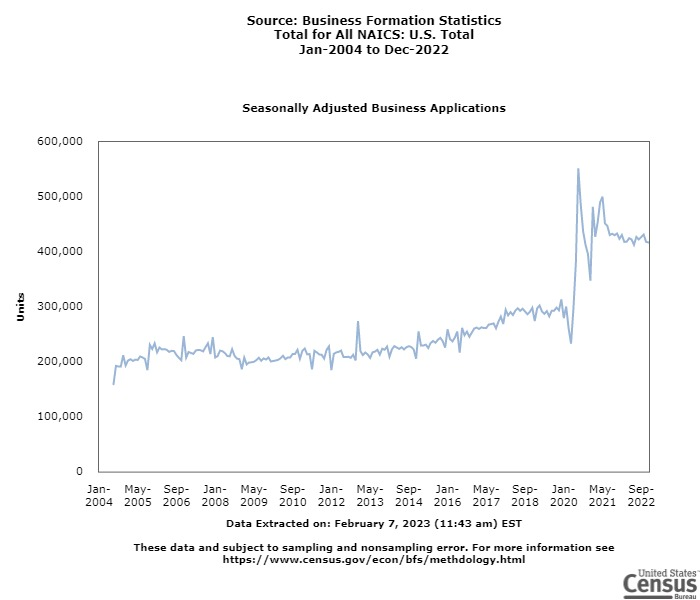 Source: Business Formation Statistics
Total for All NAICS: U.S. Total
Jan-2004 to Dec-2022
Seasonally Adjusted Business Applications
600,000
500,000
400,000
300,000
200,000
100,000
0
Units
Jan- May- Sep- Jan- May- Sep- Jan- May- Sep- Jan- May- Sep- Jan- May- Sep-
2004 2005 2006 2008 2009 2010 2012 2013 2014 2016 2017 2018 2020 2021 2022
Data Extracted on: February 7, 2023 (11:43 am) EST
These data and subject to sampling and nonsampling error. For more information see
https://www.census.gov/econ/bfs/methdology.html
United States™
Census
Bureau